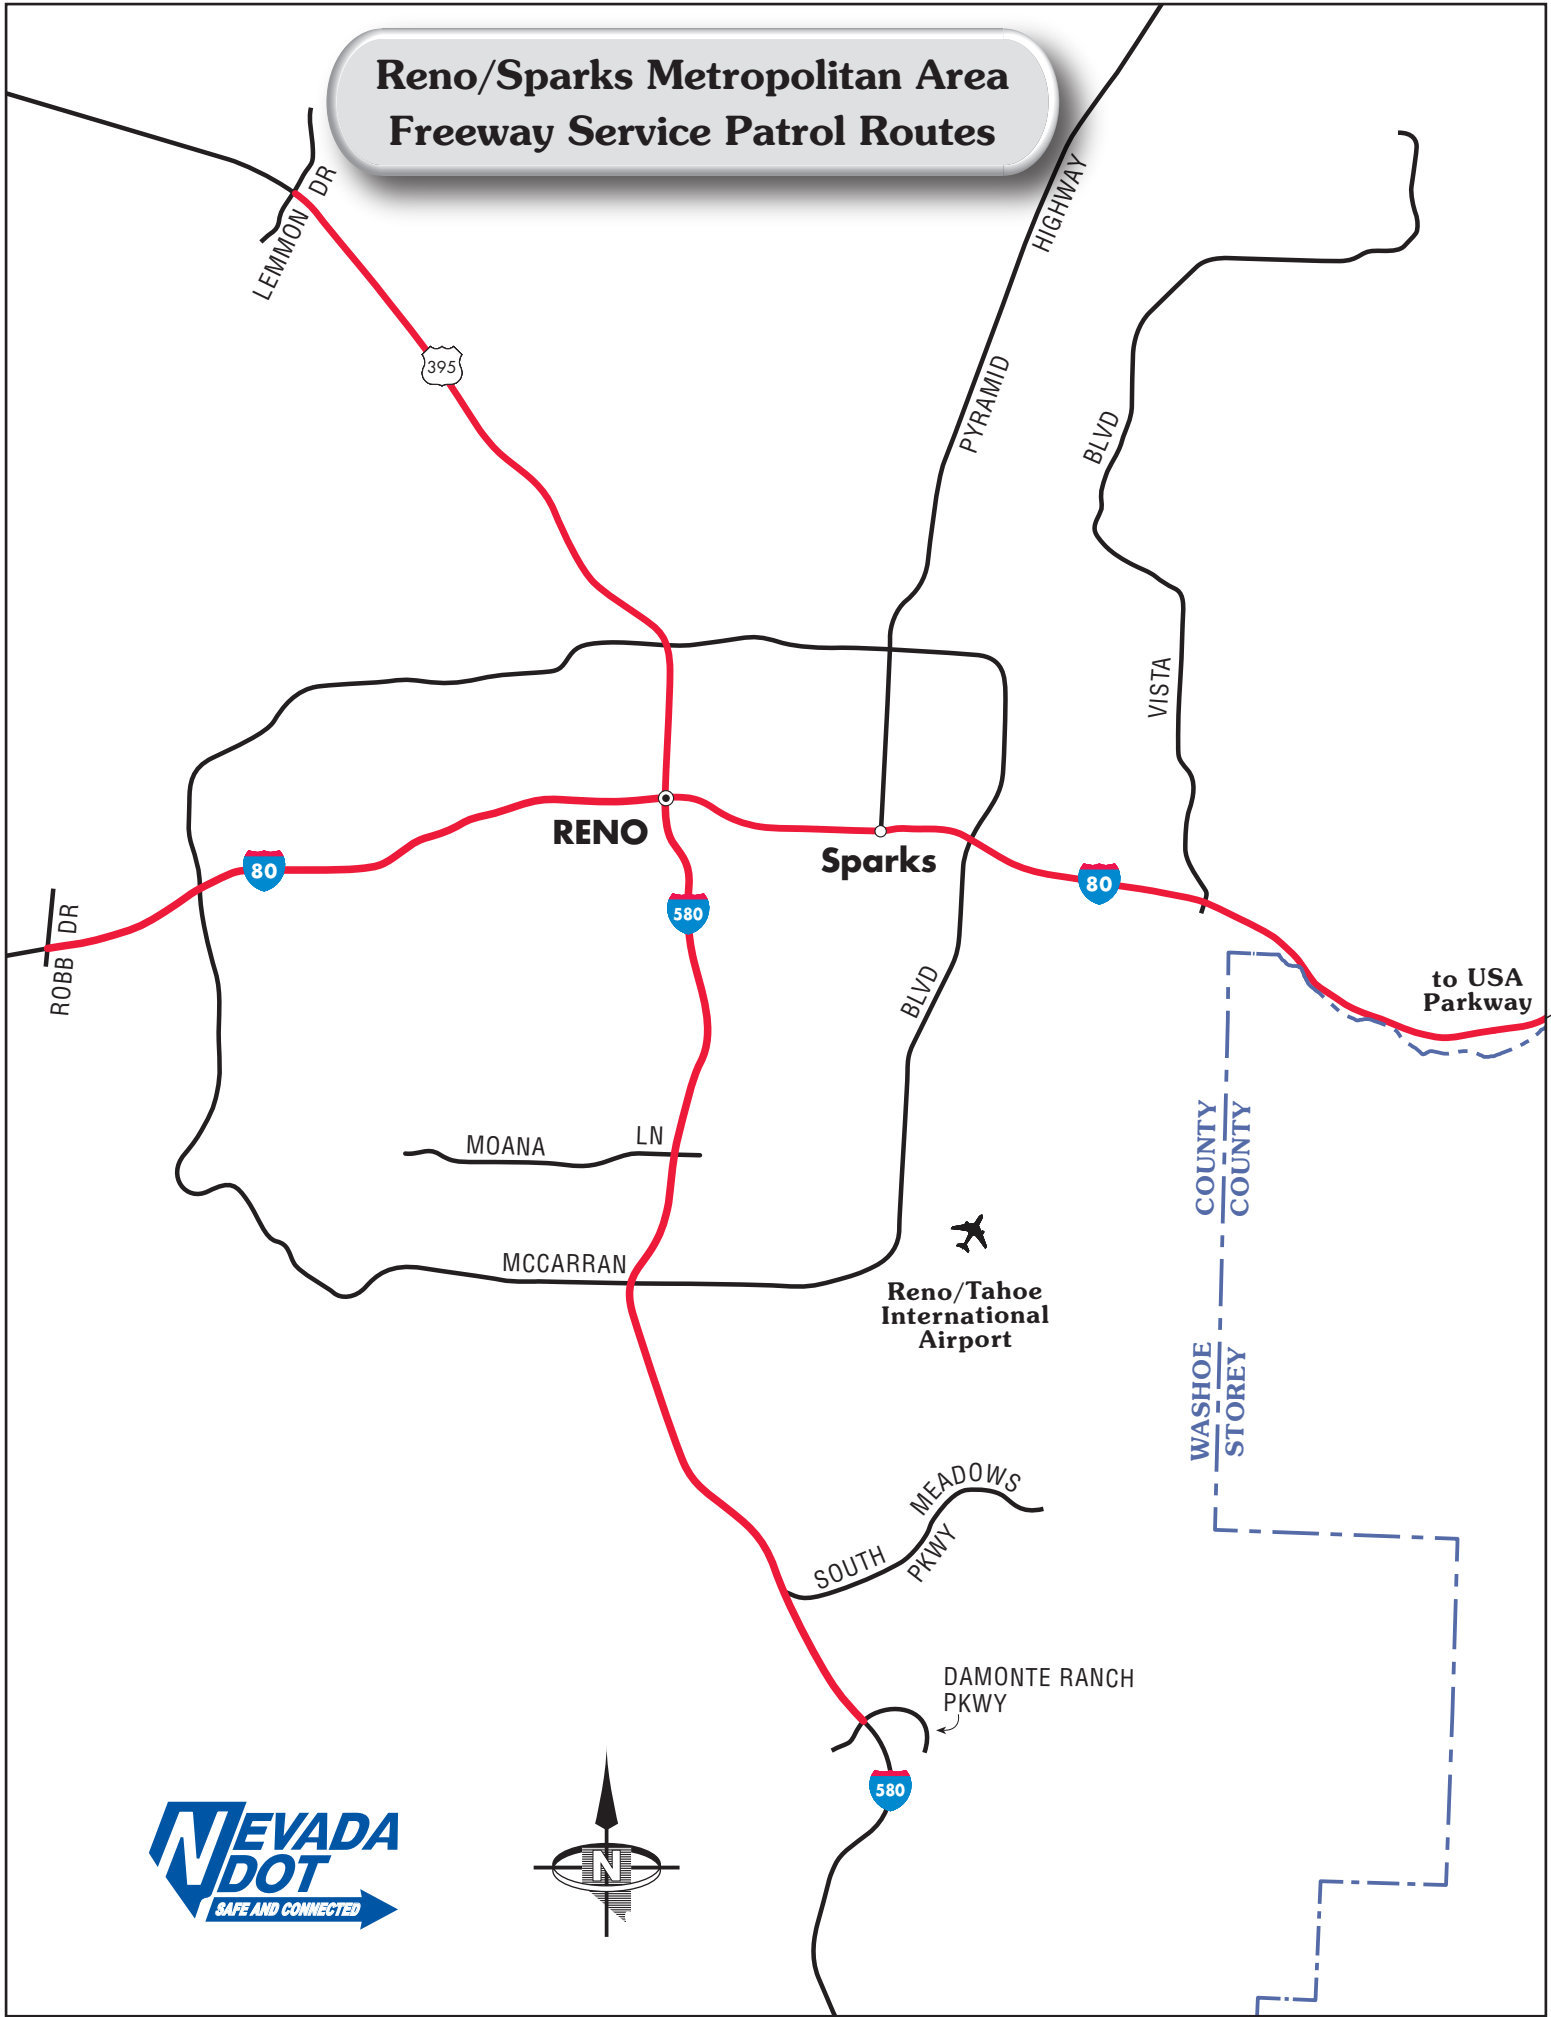 Reno/Sparks Metropolitan Area
Freeway Service Patrol Routes
LEMMON DR
395
PYRAMID HIGHWAY
VISTA BLVD
RENO
Sparks
80
580
80
ROBB DR
to USA
Parkway
BLVD
MOANA LN
MCCARRAN
Reno/Tahoe
International
Airport
WASHOE COUNTY
STOREY COUNTY
SOUTH MEADOWS
PKWY
DAMONTE RANCH
PKWY
580
NEVADA
DOT
SAFE AND CONNECTED
N